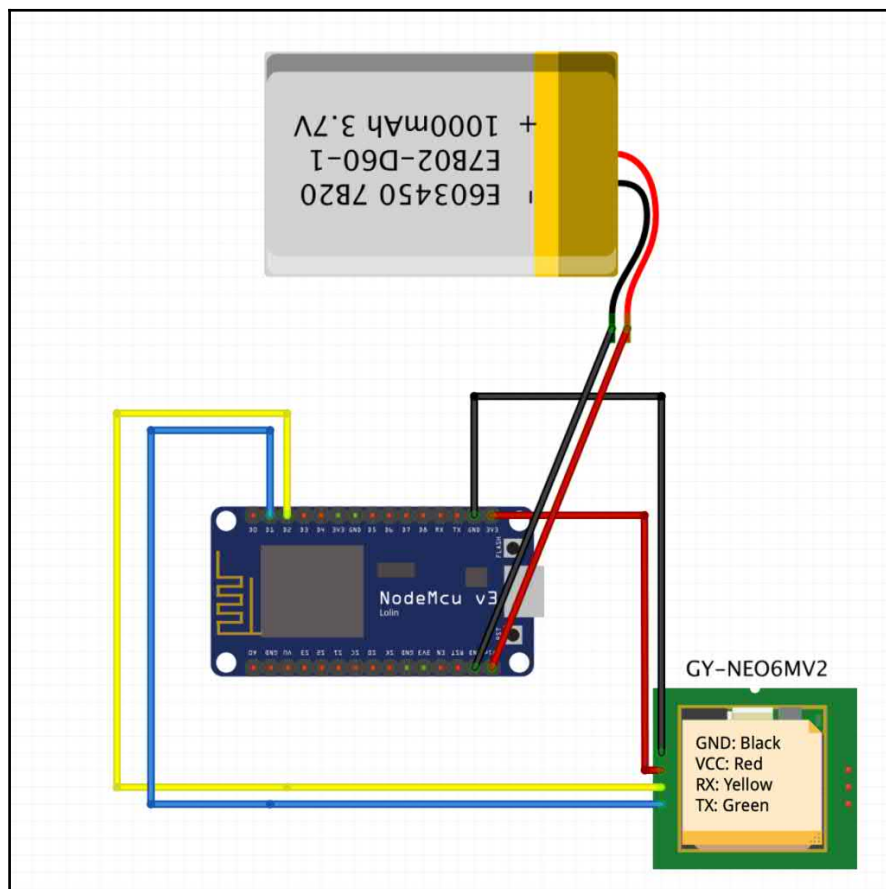 1000mAh 3.7V +
E7B02-D60-1
E603450 7B20 -
D0 D1 D2 D3 D4 3V3 GND D5 D6 D7 D8 RX TX GND 3V3
FLASH
NodeMcu v3
Lolin
RST
A0 GND VU S3 S2 S1 SC S0 SK GND 3V3 EN RST GND Vin
GY-NEO6MV2
GND: Black
VCC: Red
RX: Yellow
TX: Green